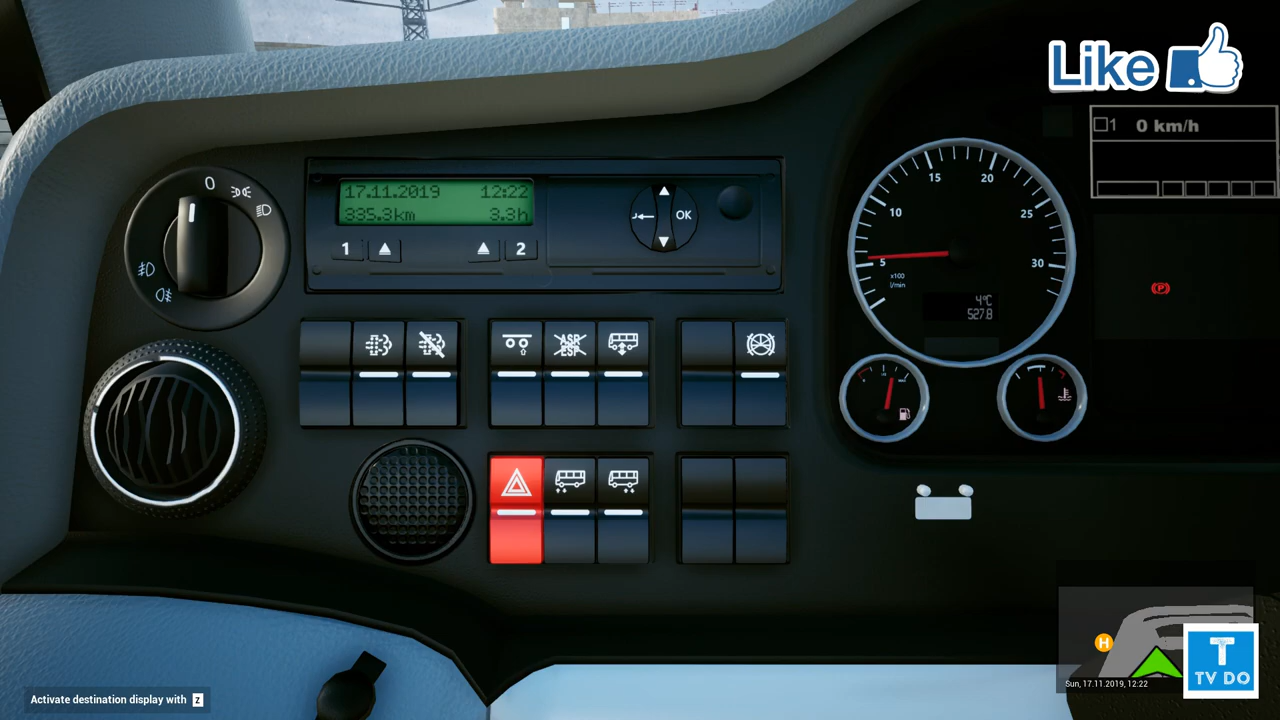 Like
1 0 km/h
0
17.11.2019 12:22
335.3km 3.3h
1 2
OK
5 10 15 20 25 30
x100
l/min
4°C
527.8
(P)
ASR
ESP
H
Sun, 17.11.2019, 12:22
T
TV DO
Activate destination display with Z